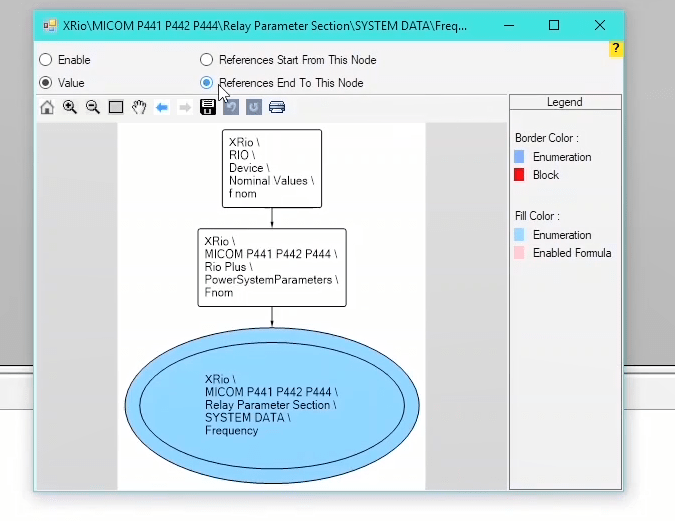 XRio\MICOM P441 P442 P444\Relay Parameter Section\SYSTEM DATA\Freq...
?
Enable
References Start From This Node
Value
References End To This Node
Legend
Border Color :
Enumeration
Block
Fill Color :
Enumeration
Enabled Formula
XRio \
RIO \
Device \
Nominal Values \
f nom
XRio \
MICOM P441 P442 P444 \
Rio Plus \
PowerSystemParameters \
Fnom
XRio \
MICOM P441 P442 P444 \
Relay Parameter Section \
SYSTEM DATA \
Frequency